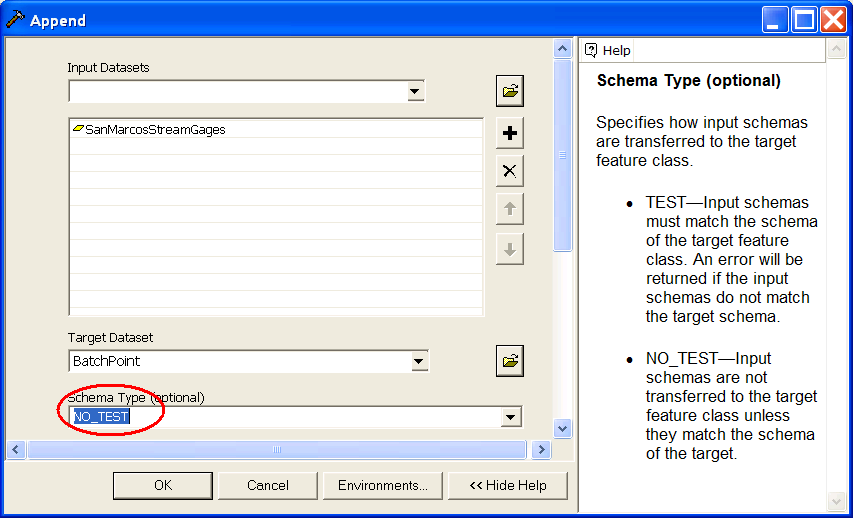 Append
Input Datasets
SanMarcosStreamGages
Target Dataset
BatchPoint
Schema Type (optional)
NO_TEST
OK
Cancel
Environments...
<< Hide Help
Help
Schema Type (optional)
Specifies how input schemas
are transferred to the target
feature class.
• TEST—Input schemas
must match the schema
of the target feature
class. An error will be
returned if the input
schemas do not match
the target schema.
• NO_TEST—Input
schemas are not
transferred to the target
feature class unless
they match the schema
of the target.